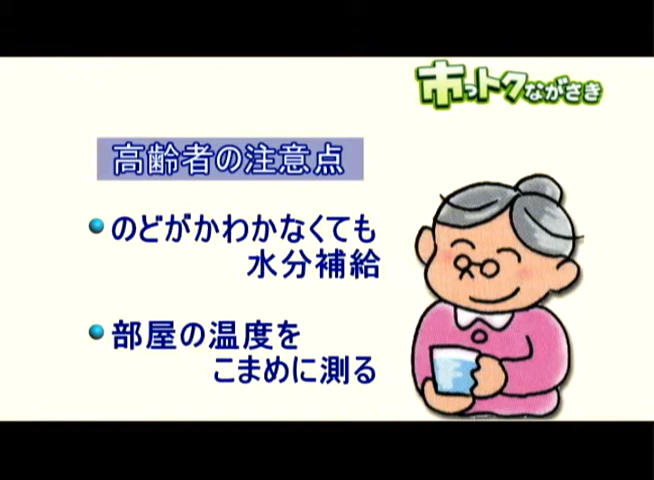 市っトクながさき
高齢者の注意点
のどがかわかなくても
水分補給
部屋の温度を
こまめに測る